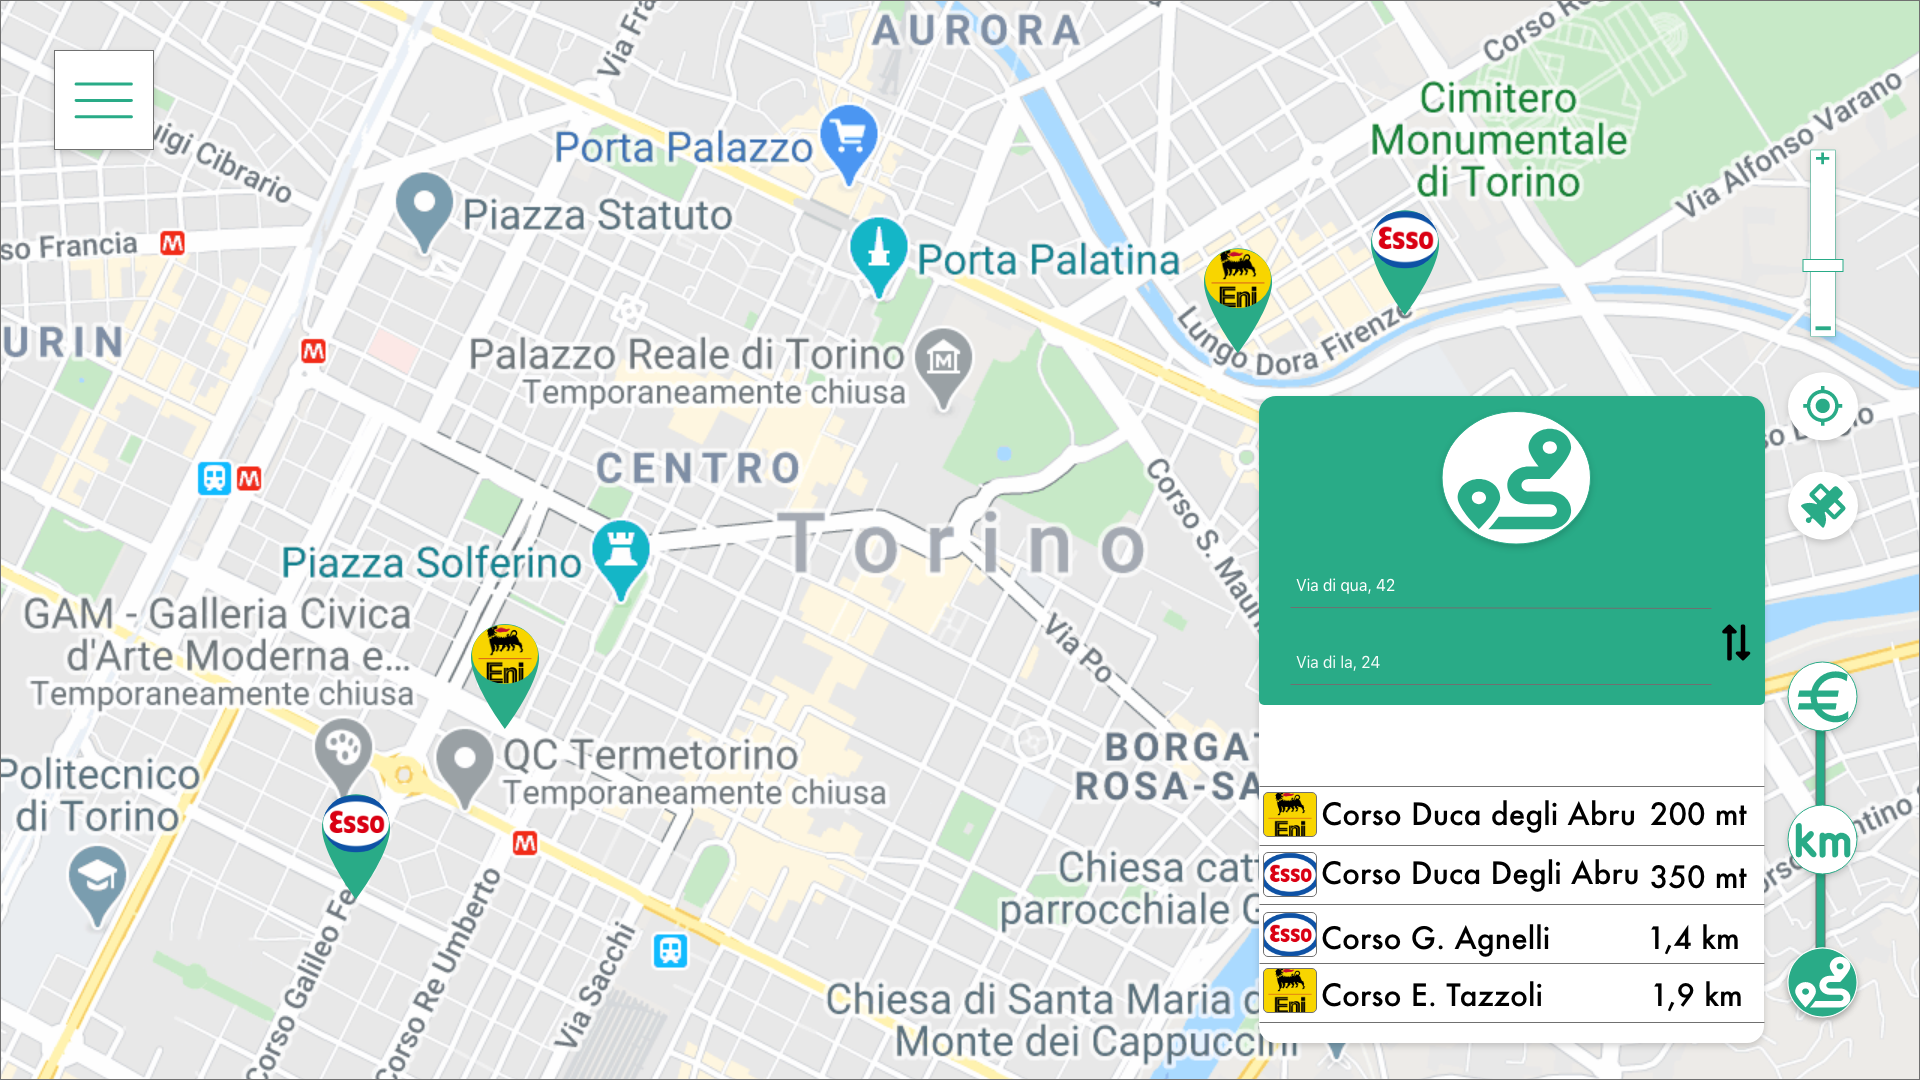 AURORA
Via Fra
Corso Ro
Cimitero
Monumentale
di Torino
Via Alfonso Varano
uigi Cibrario
Porta Palazzo
Piazza Statuto
so Francia
M
Porta Palatina
Eni
Esso
+
−
Lungo Dora Firenze
URIN
M
Palazzo Reale di Torino
Temporaneamente chiusa
M
CENTRO
M
Corso S. Mauri
Torino
Piazza Solferino
GAM - Galleria Civica
d'Arte Moderna e...
Temporaneamente chiusa
Eni
Via Po
Via di qua, 42
Via di la, 24
€
QC Termetorino
Temporaneamente chiusa
BORGA
ROSA-SA
Politecnico
di Torino
Esso
M
Eni Corso Duca degli Abru 200 mt
Esso Corso Duca Degli Abru 350 mt
Esso Corso G. Agnelli 1,4 km
Eni Corso E. Tazzoli 1,9 km
km
Chiesa catt
parrocchiale G
Corso Galileo Fe
Corso Re Umberto
Via Sacchi
Chiesa di Santa Maria d
Monte dei Cappuccini